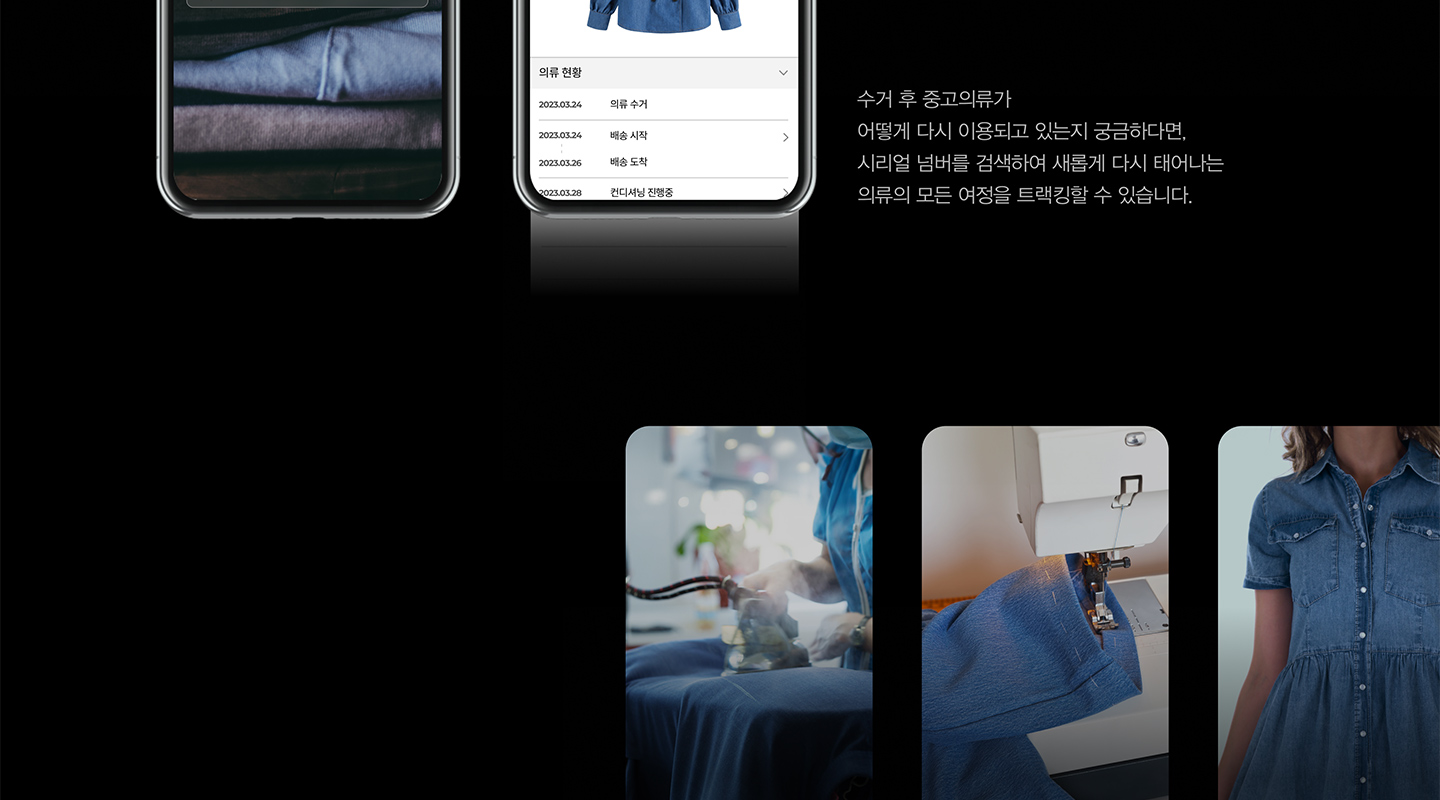 의류 현황
2023.03.24 의류 수거
2023.03.24 배송 시작
2023.03.26 배송 도착
2023.03.28 컨디셔닝 진행중
수거 후 중고의류가
어떻게 다시 이용되고 있는지 궁금하다면,
시리얼 넘버를 검색하여 새롭게 다시 태어나는
의류의 모든 여정을 트랙킹할 수 있습니다.